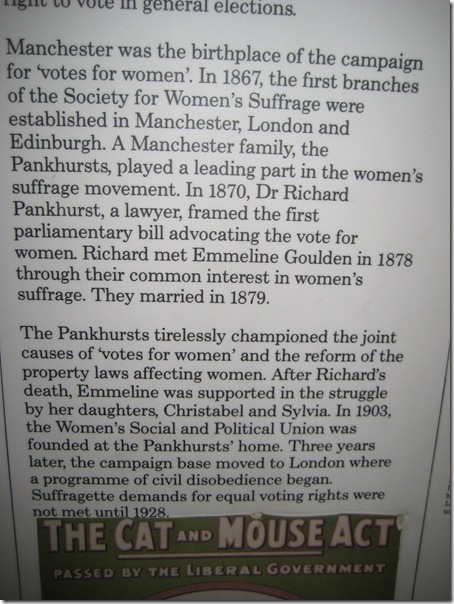 right to vote in general elections.
Manchester was the birthplace of the campaign
for ‘votes for women’. In 1867, the first branches
of the Society for Women’s Suffrage were
established in Manchester, London and
Edinburgh. A Manchester family, the
Pankhursts, played a leading part in the women’s
suffrage movement. In 1870, Dr Richard
Pankhurst, a lawyer, framed the first
parliamentary bill advocating the vote for
women. Richard met Emmeline Goulden in 1878
through their common interest in women’s
suffrage. They married in 1879.
The Pankhursts tirelessly championed the joint
causes of ‘votes for women’ and the reform of the
property laws affecting women. After Richard’s
death, Emmeline was supported in the struggle
by her daughters, Christabel and Sylvia. In 1903,
the Women’s Social and Political Union was
founded at the Pankhursts’ home. Three years
later, the campaign base moved to London where
a programme of civil disobedience began.
Suffragette demands for equal voting rights were
not met until 1928.
THE CAT AND MOUSE ACT
PASSED BY THE LIBERAL GOVERNMENT